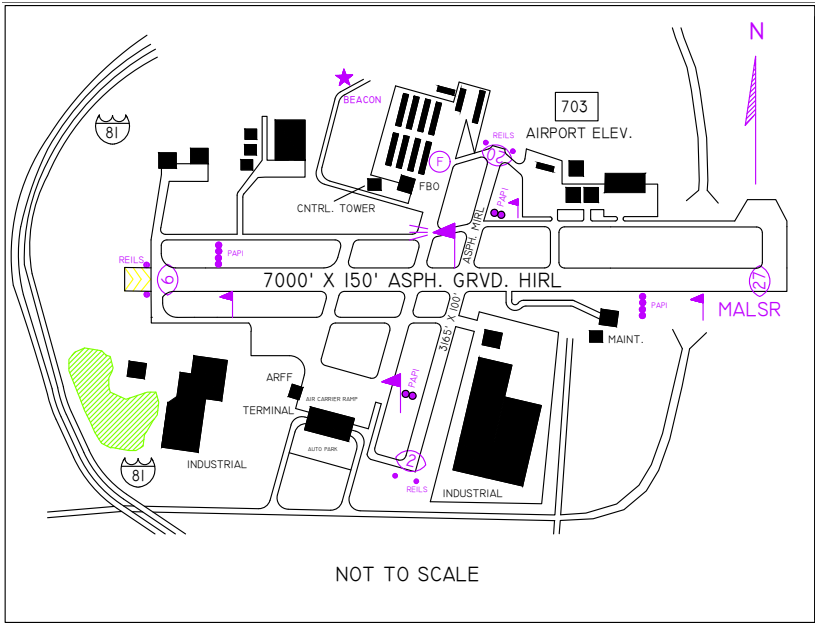 N
703
AIRPORT ELEV.
81
BEACON
REILS
20
F
FBO
CNTRL. TOWER
PAPI
ASPH. MIRL
REILS
PAPI
6
7000' X 150' ASPH. GRVD. HIRL
27
MALSR
PAPI
3165' X 100'
MAINT.
ARFF
PAPI
AIR CARRIER RAMP
TERMINAL
AUTO PARK
2
INDUSTRIAL
81
REILS
INDUSTRIAL
NOT TO SCALE